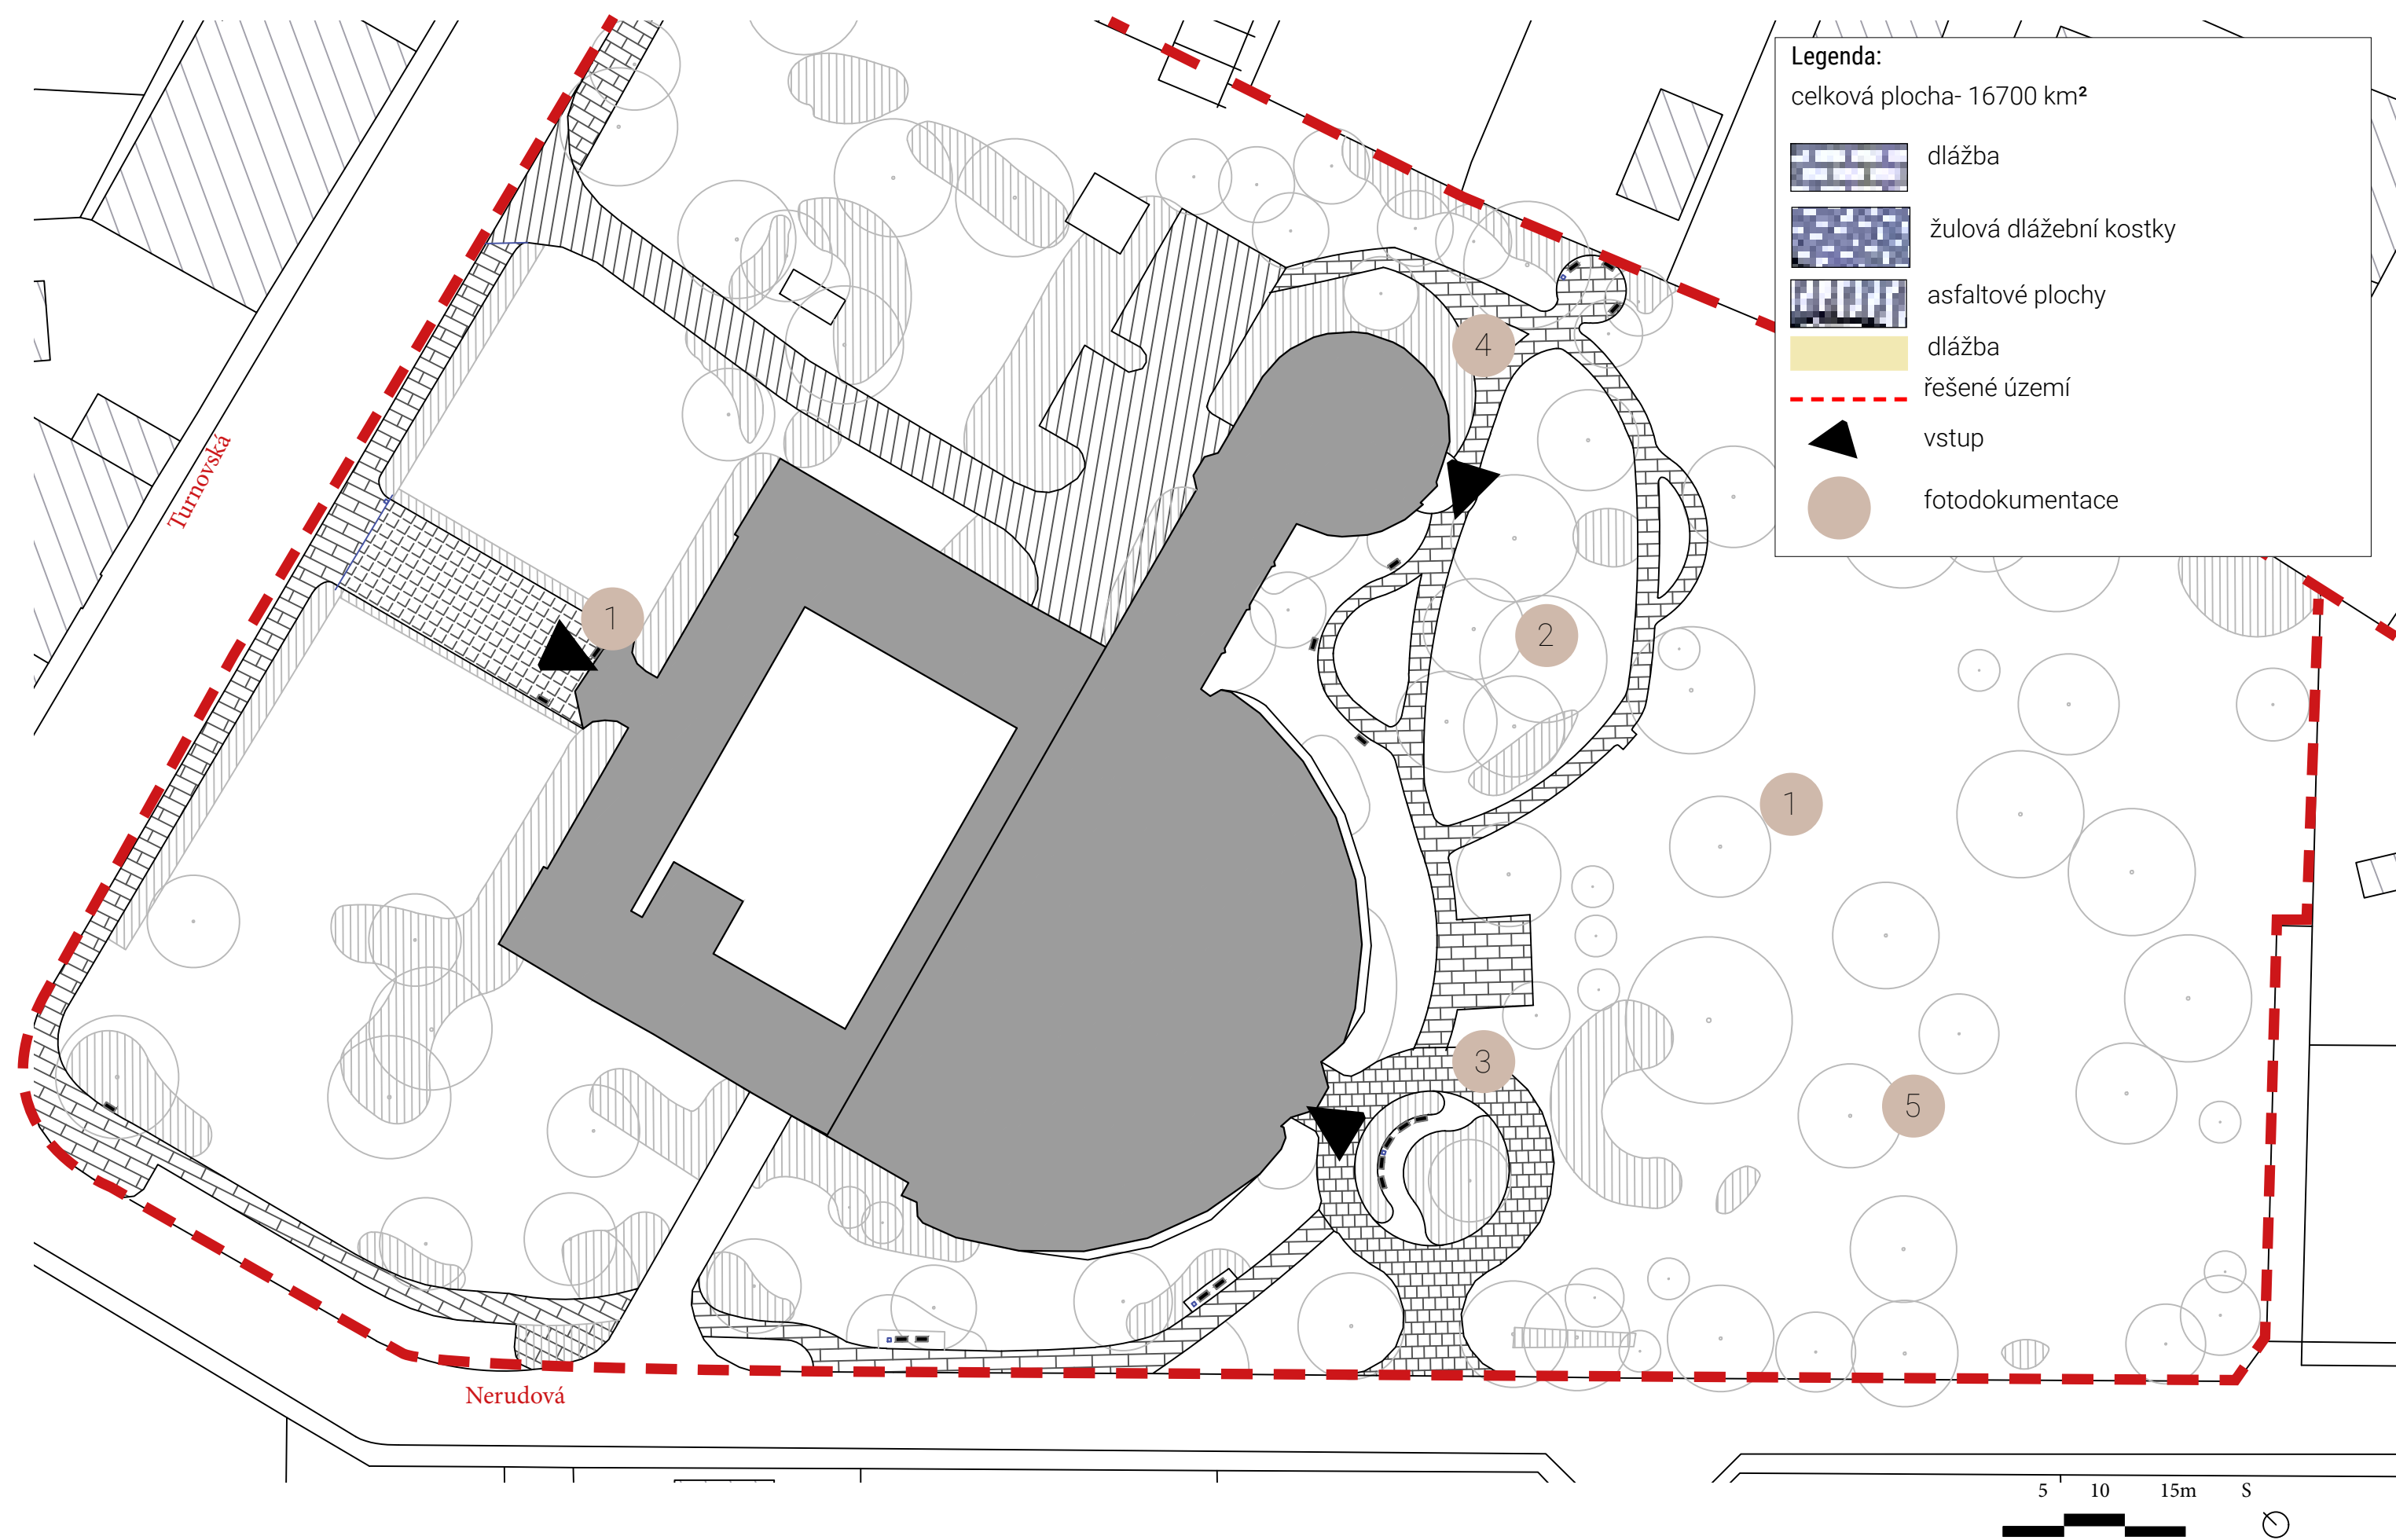 Legenda:
celková plocha- 16700 km²
dlážba
žulová dlážební kostky
asfaltové plochy
dlážba
řešené území
vstup
fotodokumentace
4
Turnovská
1
2
1
3
5
Nerudová
5 10 15m S